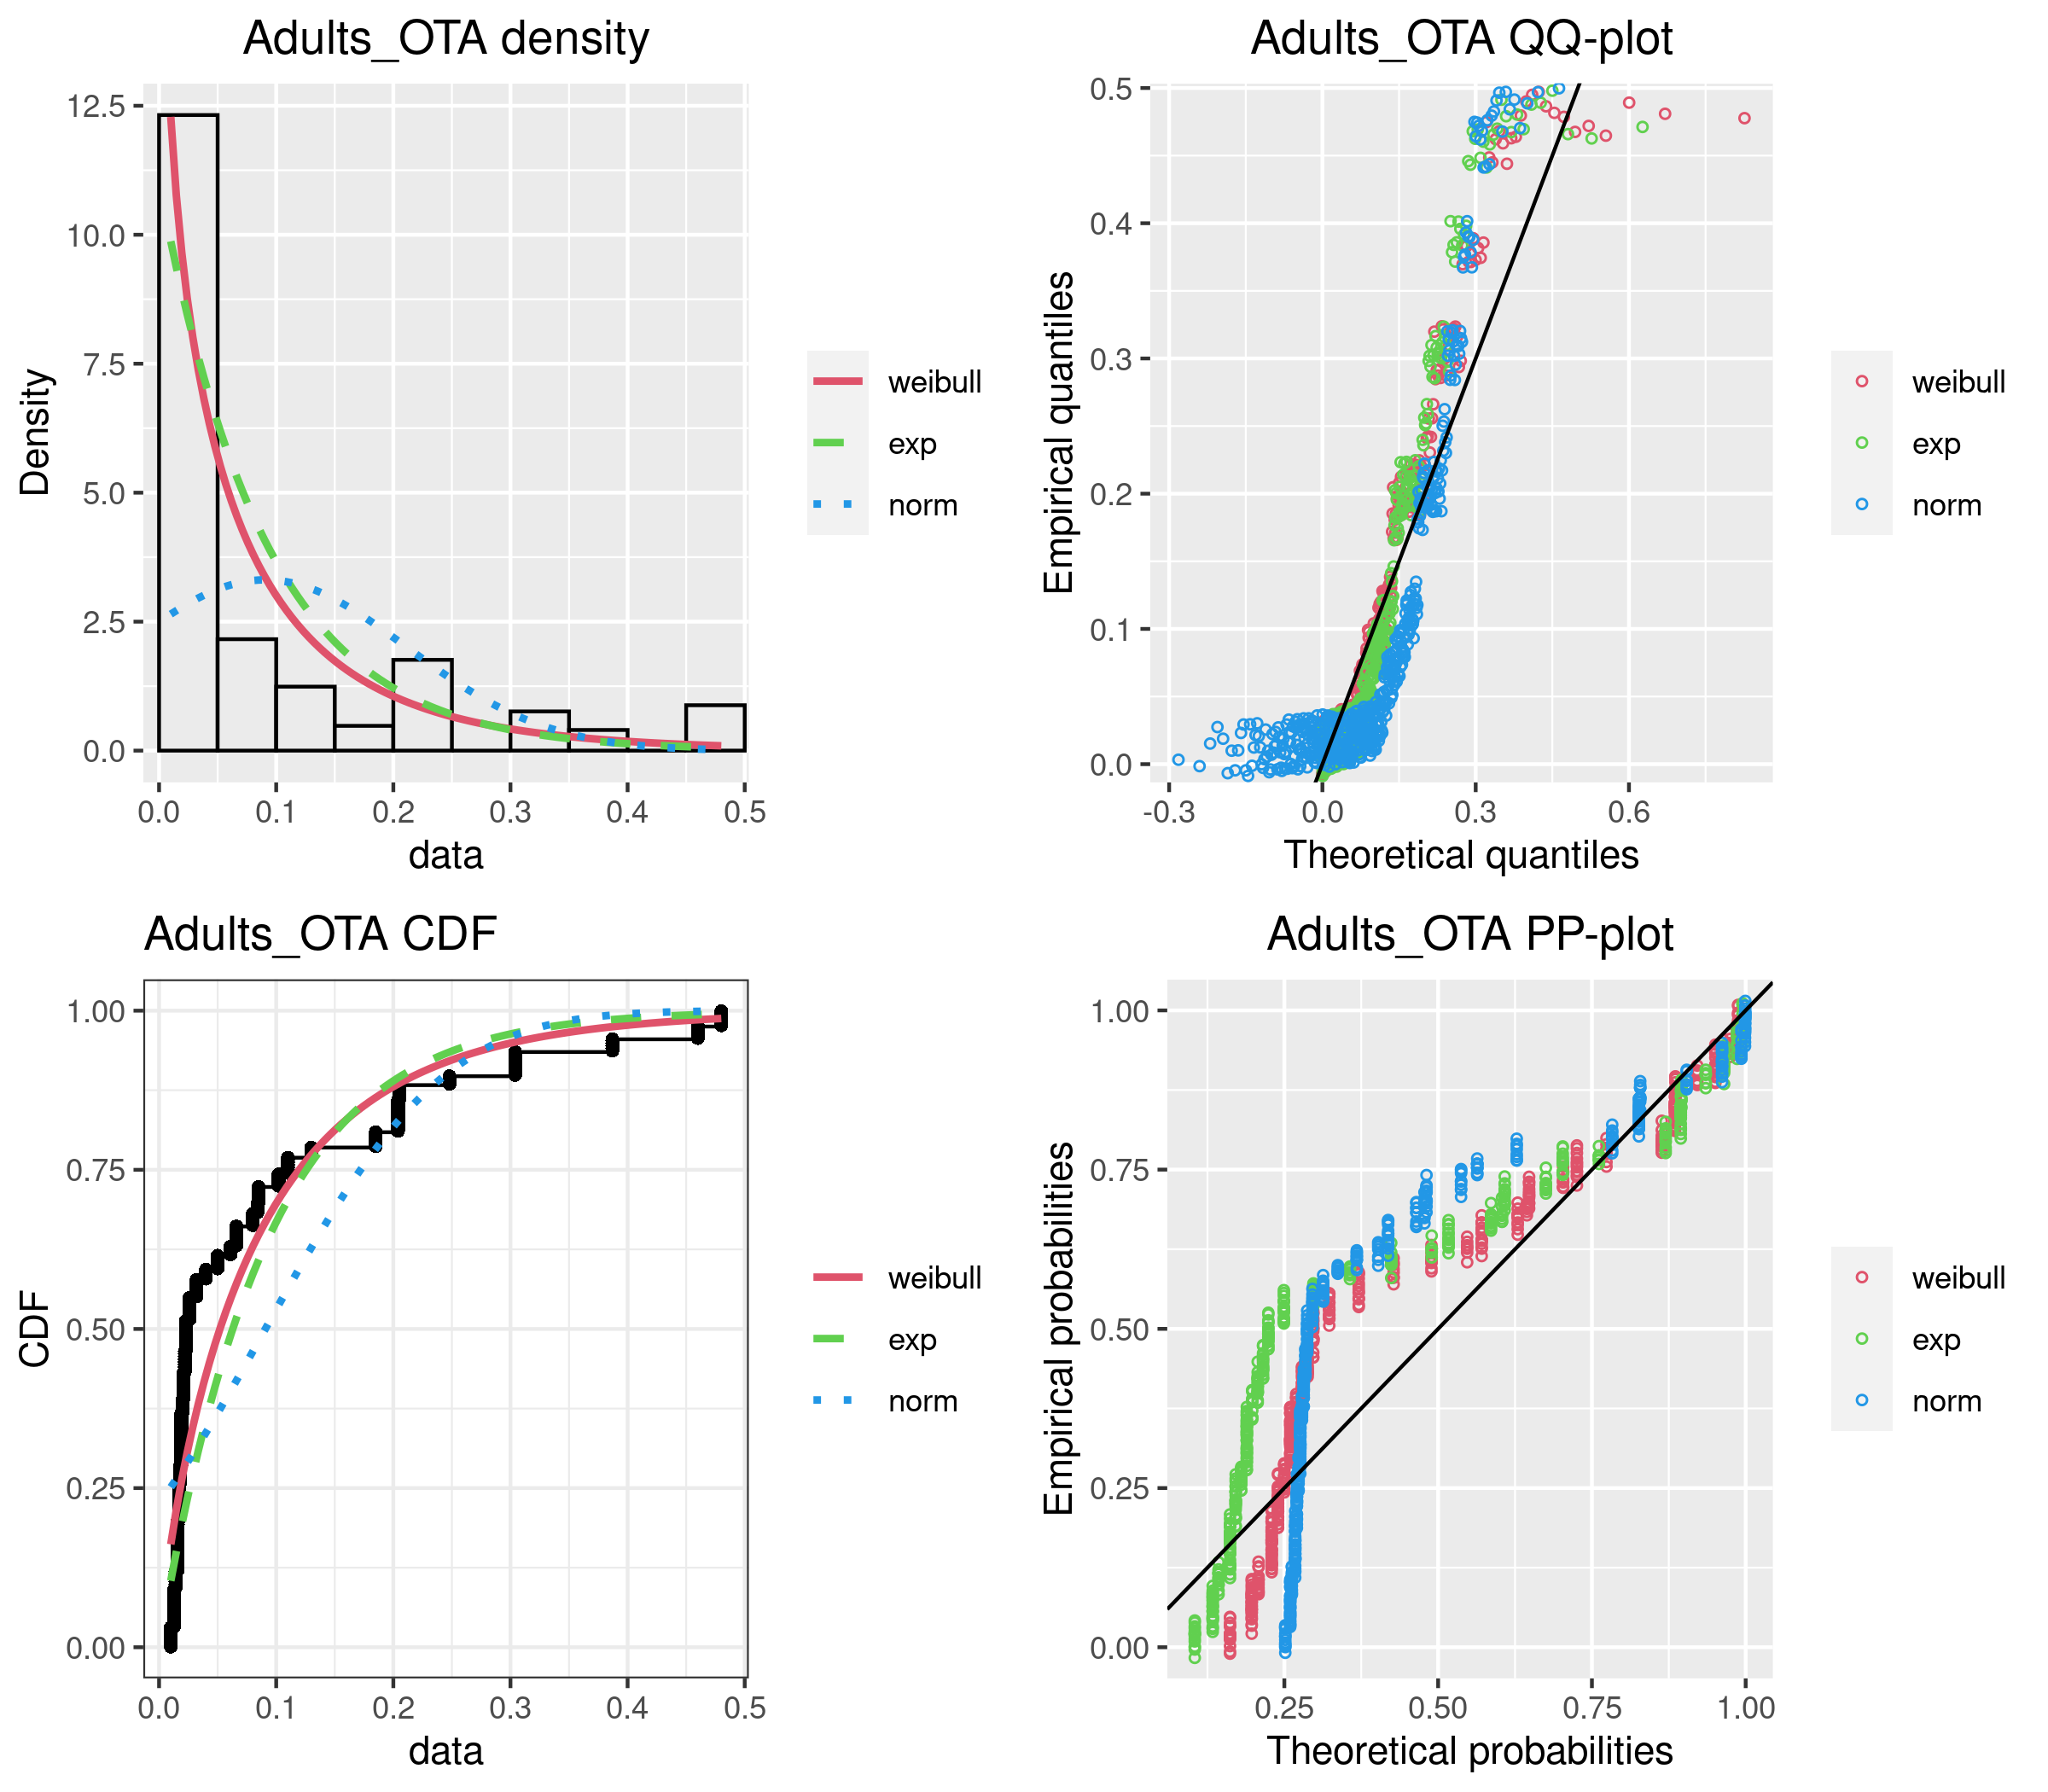 Adults_OTA density
12.5
10.0
7.5
5.0
2.5
0.0
Density
0.0 0.1 0.2 0.3 0.4 0.5
data
weibull
exp
norm
Adults_OTA QQ-plot
0.5
0.4
0.3
0.2
0.1
0.0
Empirical quantiles
-0.3 0.0 0.3 0.6
Theoretical quantiles
weibull
exp
norm
Adults_OTA CDF
1.00
0.75
0.50
0.25
0.00
CDF
0.0 0.1 0.2 0.3 0.4 0.5
data
weibull
exp
norm
Adults_OTA PP-plot
1.00
0.75
0.50
0.25
0.00
Empirical probabilities
0.25 0.50 0.75 1.00
Theoretical probabilities
weibull
exp
norm